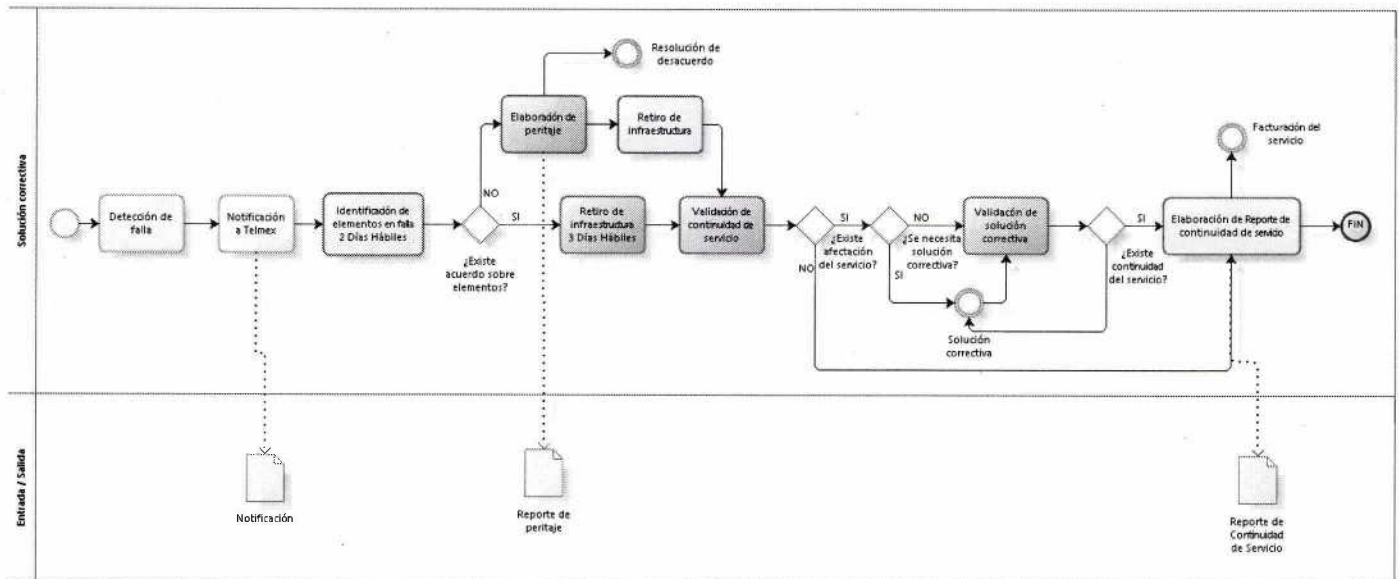 Solución correctiva
Detección de
falla
Notificación
a Telmex
Identificación de
elementos en falla
2 Días Hábiles
¿Existe
acuerdo sobre
elementos?
NO
SI
Elaboración de
peritaje
Resolución de
desacuerdo
Retiro de
infraestructura
Retiro de
infraestructura
3 Días Hábiles
Validación de
continuidad de
servicio
SI
NO
¿Existe
afectación
del servicio?
NO
SI
¿Se necesita
solución
correctiva?
Solución
correctiva
Validación de
solución
correctiva
SI
¿Existe
continuidad
del servicio?
Elaboración de Reporte de
continuidad de servicio
Facturación del
servicio
FIN
Entrada / Salida
Notificación
Reporte de
peritaje
Reporte de
Continuidad
de Servicio